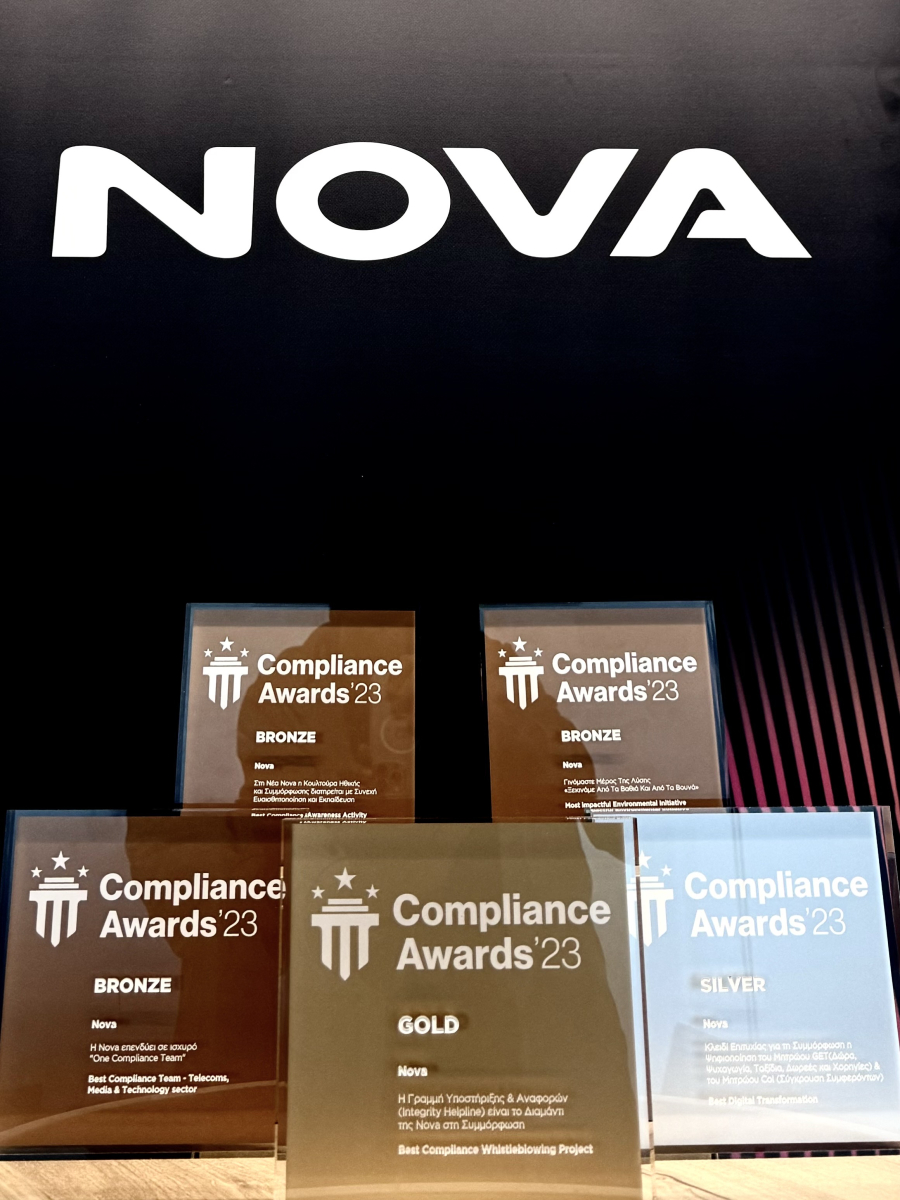 NOVA
Compliance
Awards'23
BRONZE
Nova
Στη Νέα Nova η Κουλτούρα Ηθικής
και Συμμόρφωσης διατηρείται με Συνεχή
Ευαισθητοποίηση και Εκπαίδευση
Best Compliance Awareness Activity
Compliance
Awards'23
BRONZE
Nova
Γινόμαστε Μέρος Της Λύσης
«Ξεκινάμε Από Τα Βαθιά Και Από Τα Βουνά»
Most Impactful Environmental Initiative
Compliance
Awards'23
BRONZE
Nova
Η Nova επενδύει σε ισχυρό
"One Compliance Team"
Best Compliance Team - Telecoms,
Media & Technology sector
Compliance
Awards'23
GOLD
Nova
Η Γραμμή Υποστήριξης & Αναφορών
(Integrity Helpline) είναι το Διαμάντι
της Nova στη Συμμόρφωση
Best Compliance Whistleblowing Project
Compliance
Awards'23
SILVER
Nova
Κλειδί Επιτυχίας για τη Συμμόρφωση η
Ψηφιοποίηση του Μητρώου GET(Δώρα,
Ψυχαγωγία, Ταξίδια, Δωρεές και Χορηγίες) &
του Μητρώου CoI (Σύγκρουση Συμφερόντων)
Best Digital Transformation